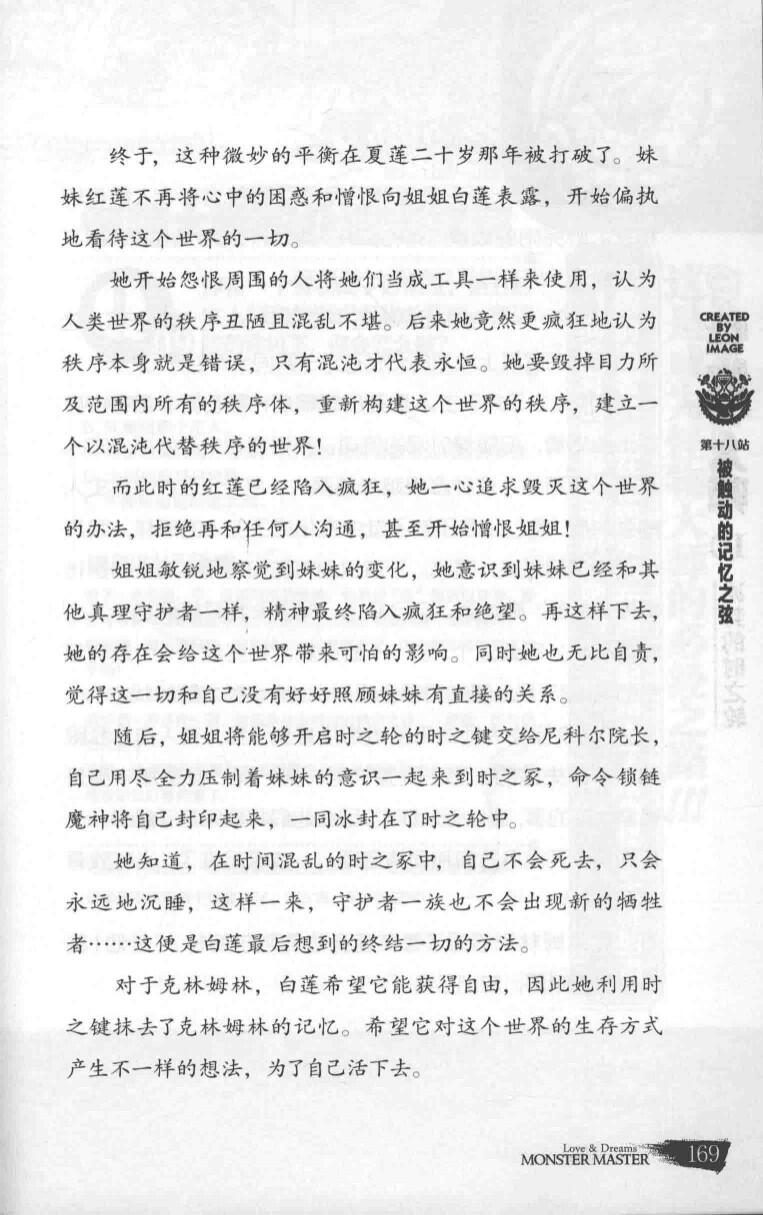 终于，这种微妙的平衡在夏莲二十岁那年被打破了。妹
妹红莲不再将心中的困惑和憎恨向姐姐白莲表露，开始偏执
地看待这个世界的一切。
她开始怨恨周围的人将她们当成工具一样来使用，认为
人类世界的秩序丑陋且混乱不堪。后来她竟然更疯狂地认为
秩序本身就是错误，只有混沌才代表永恒。她要毁掉目力所
及范围内所有的秩序体，重新构建这个世界的秩序，建立一
个以混沌代替秩序的世界！
而此时的红莲已经陷入疯狂，她一心追求毁灭这个世界
的办法，拒绝再和任何人沟通，甚至开始憎恨姐姐！
姐姐敏锐地察觉到妹妹的变化，她意识到妹妹已经和其
他真理守护者一样，精神最终陷入疯狂和绝望。再这样下去，
她的存在会给这个世界带来可怕的影响。同时她也无比自责，
觉得这一切和自己没有好好照顾妹妹有直接的关系。
随后，姐姐将能够开启时之轮的时之键交给尼科尔院长，
自己用尽全力压制着妹妹的意识一起来到时之冢，命令锁链
魔神将自己封印起来，一同冰封在了时之轮中。
她知道，在时间混乱的时之冢中，自己不会死去，只会
永远地沉睡，这样一来，守护者一族也不会出现新的牺牲
者……这便是白莲最后想到的终结一切的方法。
对于克林姆林，白莲希望它能获得自由，因此她利用时
之键抹去了克林姆林的记忆。希望它对这个世界的生存方式
产生不一样的想法，为了自己活下去。
CREATED
BY
LEON
IMAGE
第十八站
被触动的记忆之弦
Love & Dreams
MONSTER MASTER
169